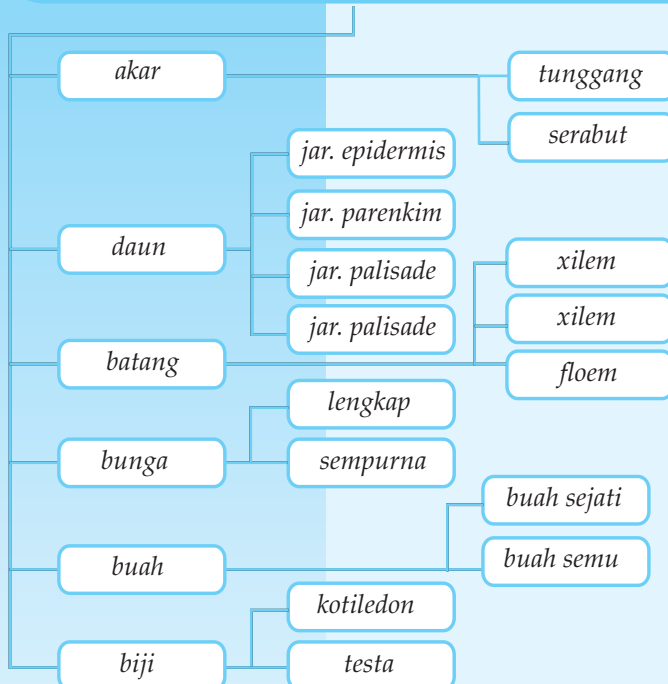 akar
tunggang
serabut
daun
jar. epidermis
jar. parenkim
jar. palisade
jar. palisade
batang
xilem
xilem
floem
bunga
lengkap
sempurna
buah
buah sejati
buah semu
biji
kotiledon
testa